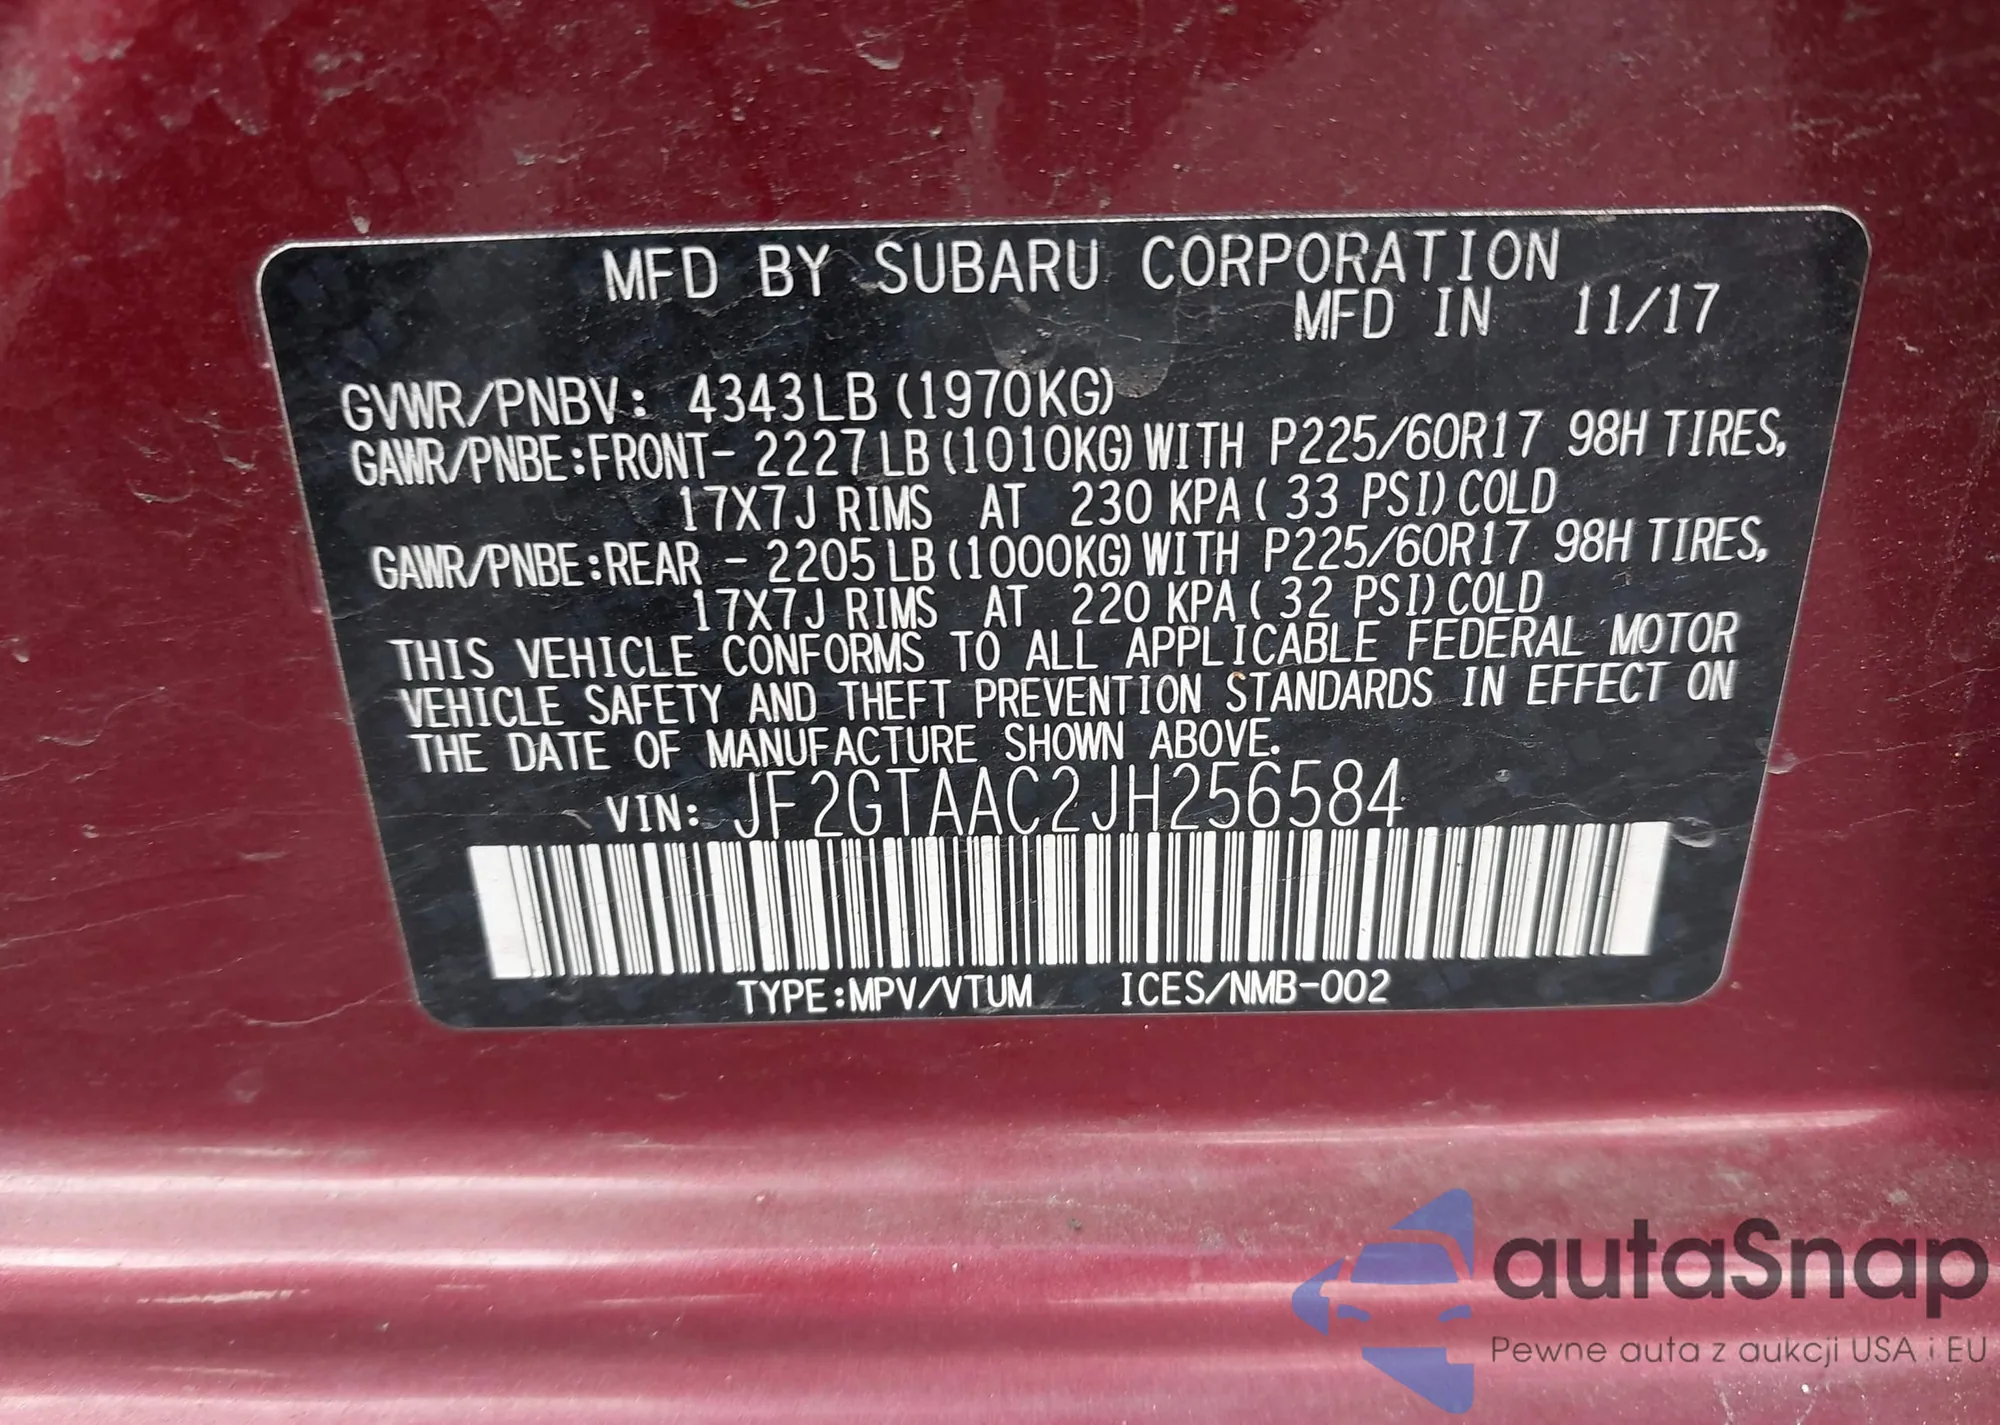 MFD BY SUBARU CORPORATION
MFD IN 11/17
GVWR/PNBV: 4343LB (1970KG)
GAWR/PNBE:FRONT- 2227LB (1010KG) WITH P225/60R17 98H TIRES,
17X7J RIMS AT 230 KPA ( 33 PSI) COLD
GAWR/PNBE:REAR - 2205LB (1000KG) WITH P225/60R17 98H TIRES,
17X7J RIMS AT 220 KPA ( 32 PSI) COLD
THIS VEHICLE CONFORMS TO ALL APPLICABLE FEDERAL MOTOR
VEHICLE SAFETY AND THEFT PREVENTION STANDARDS IN EFFECT ON
THE DATE OF MANUFACTURE SHOWN ABOVE.
VIN: JF2GTAAC2JH256584
TYPE:MPV/VTUM ICES/NMB-002
autaSnap
Pewne auta z aukcji USA i EU